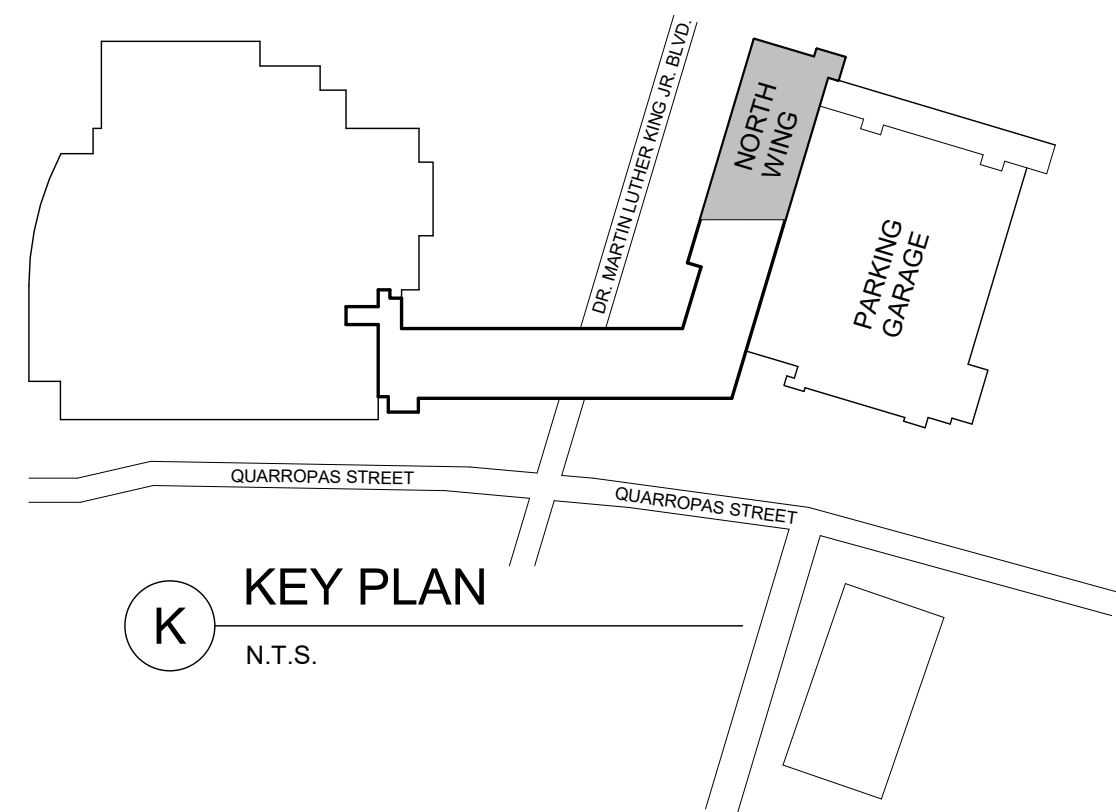 DR. MARTIN LUTHER KING JR. BLVD.
NORTH
WING
PARKING
GARAGE
QUARROPAS STREET
QUARROPAS STREET
K
KEY PLAN
N.T.S.